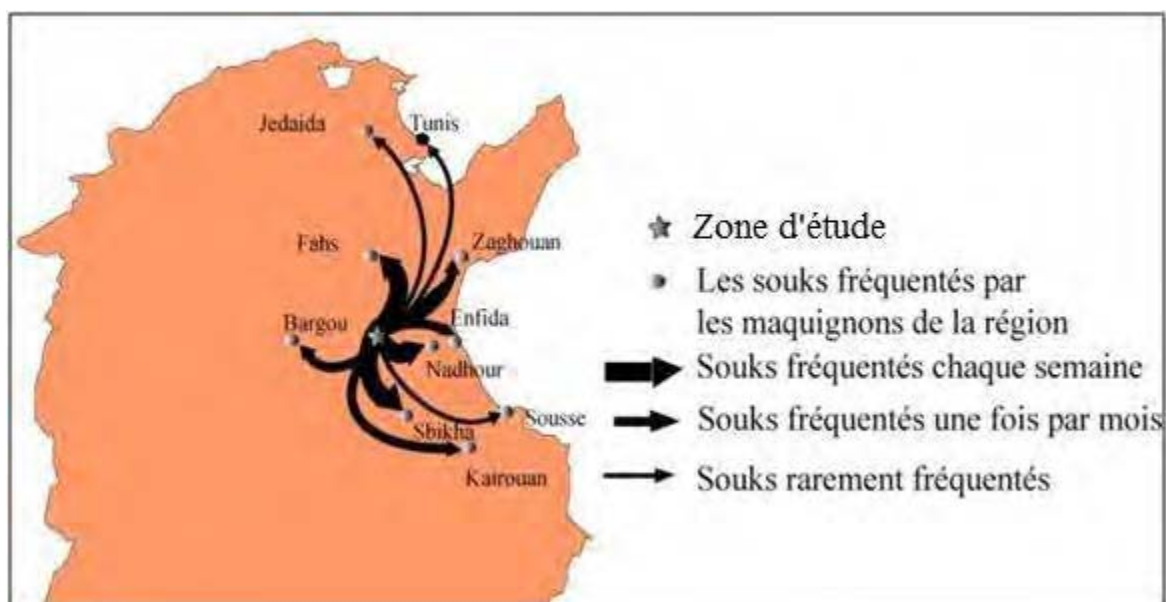 Jedaida
Tunis
Fahs
Zaghouan
Bargou
Enfida
Nadhour
Sbikha
Sousse
Kairouan
Zone d'étude
Les souks fréquentés par
les maquignons de la région
Souks fréquentés chaque semaine
Souks fréquentés une fois par mois
Souks rarement fréquentés